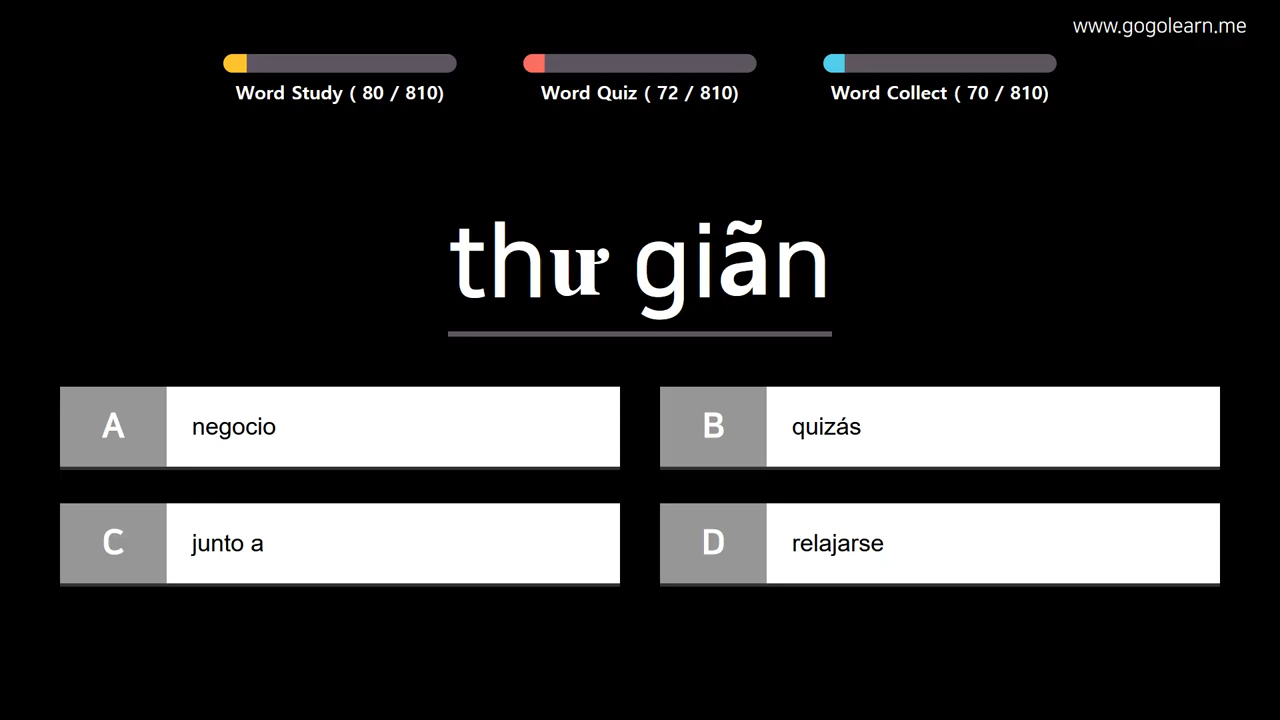 www.gogolearn.me
Word Study ( 80 / 810)
Word Quiz ( 72 / 810)
Word Collect ( 70 / 810)
thư giãn
A negocio
B quizás
C junto a
D relajarse